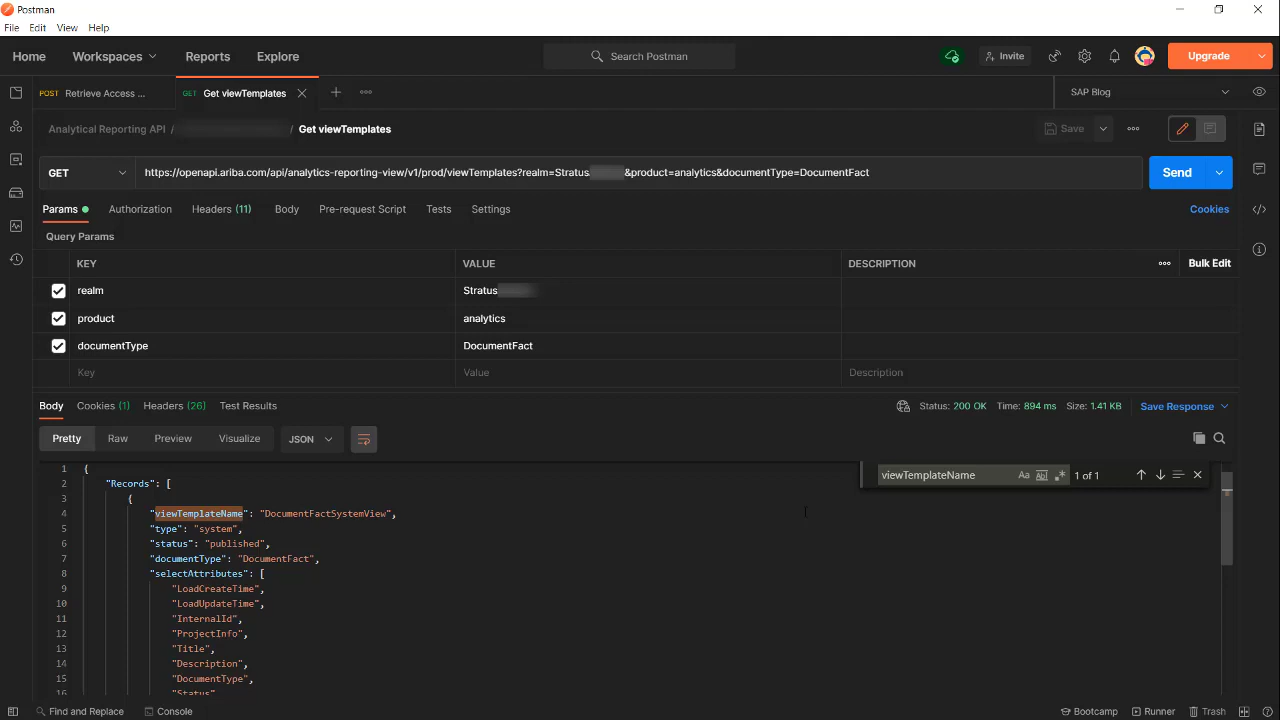 Postman
File Edit View Help
Home Workspaces Reports Explore Search Postman Invite Upgrade
POST Retrieve Access ... GET Get viewTemplates SAP Blog
Analytical Reporting API / / Get viewTemplates Save
GET https://openapi.ariba.com/api/analytics-reporting-view/v1/prod/viewTemplates?realm=Stratus &product=analytics&documentType=DocumentFact Send
Params Authorization Headers (11) Body Pre-request Script Tests Settings Cookies
Query Params
KEY VALUE DESCRIPTION Bulk Edit
realm Stratus
product analytics
documentType DocumentFact
Key Value Description
Body Cookies (1) Headers (26) Test Results Status: 200 OK Time: 894 ms Size: 1.41 KB Save Response
Pretty Raw Preview Visualize JSON
viewTemplateName Aa Abl .* 1 of 1
1 {
2 "Records": [
3 {
4 "viewTemplateName": "DocumentFactSystemView",
5 "type": "system",
6 "status": "published",
7 "documentType": "DocumentFact",
8 "selectAttributes": [
9 "LoadCreateTime",
10 "LoadUpdateTime",
11 "InternalId",
12 "ProjectInfo",
13 "Title",
14 "Description",
15 "DocumentType",
16 "Status",
Find and Replace Console Bootcamp Runner Trash